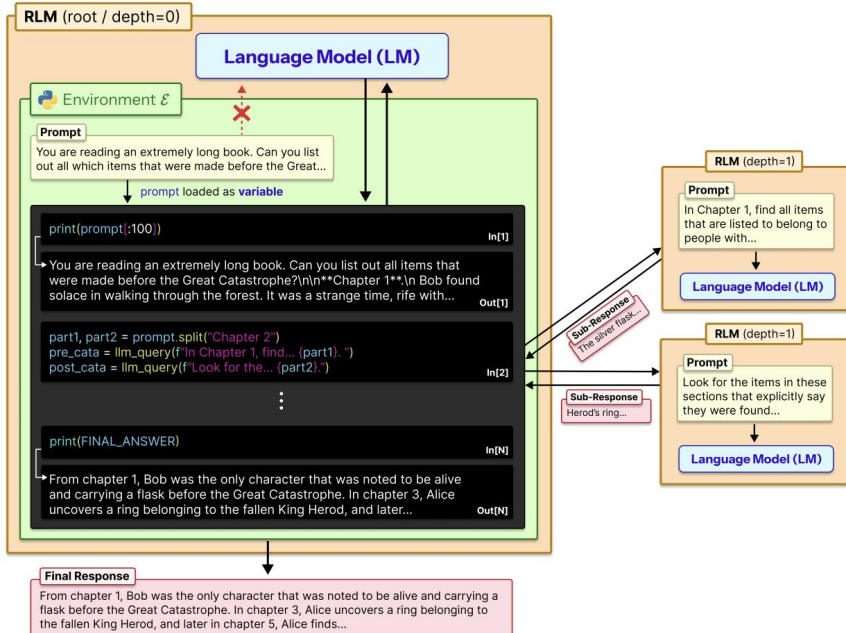 RLM (root / depth=0)
Language Model (LM)
Environment ℰ
Prompt
You are reading an extremely long book. Can you list
out all which items that were made before the Great...
prompt loaded as variable
print(prompt[:100])
In[1]
You are reading an extremely long book. Can you list out all items that
were made before the Great Catastrophe?\n\n**Chapter 1**.\n Bob found
solace in walking through the forest. It was a strange time, rife with...
Out[1]
part1, part2 = prompt.split("Chapter 2")
pre_cata = llm_query(f"In Chapter 1, find... {part1}. ")
post_cata = llm_query(f"Look for the... {part2}.")
In[2]
⋮
print(FINAL_ANSWER)
In[N]
From chapter 1, Bob was the only character that was noted to be alive
and carrying a flask before the Great Catastrophe. In chapter 3, Alice
uncovers a ring belonging to the fallen King Herod, and later...
Out[N]
Final Response
From chapter 1, Bob was the only character that was noted to be alive and carrying a
flask before the Great Catastrophe. In chapter 3, Alice uncovers a ring belonging to
the fallen King Herod, and later in chapter 5, Alice finds...
Sub-Response
The silver flask...
Sub-Response
Herod's ring...
RLM (depth=1)
Prompt
In Chapter 1, find all items
that are listed to belong to
people with...
Language Model (LM)
RLM (depth=1)
Prompt
Look for the items in these
sections that explicitly say
they were found...
Language Model (LM)